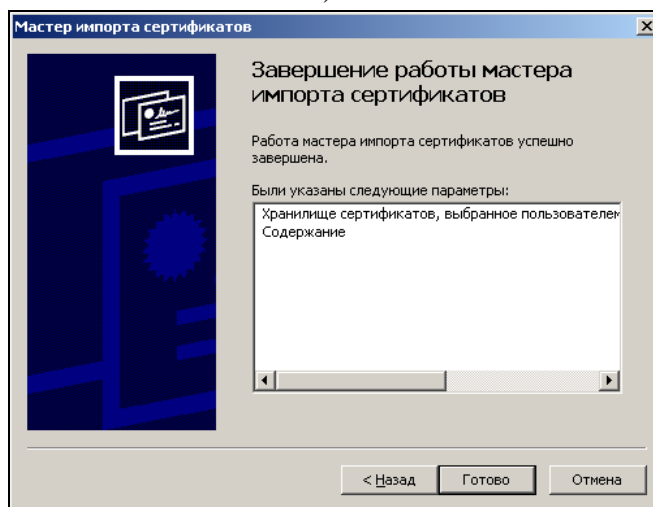 Мастер импорта сертификатов
Завершение работы мастера
импорта сертификатов
Работа мастера импорта сертификатов успешно
завершена.
Были указаны следующие параметры:
Хранилище сертификатов, выбранное пользователем
Содержание
< Назад Готово Отмена